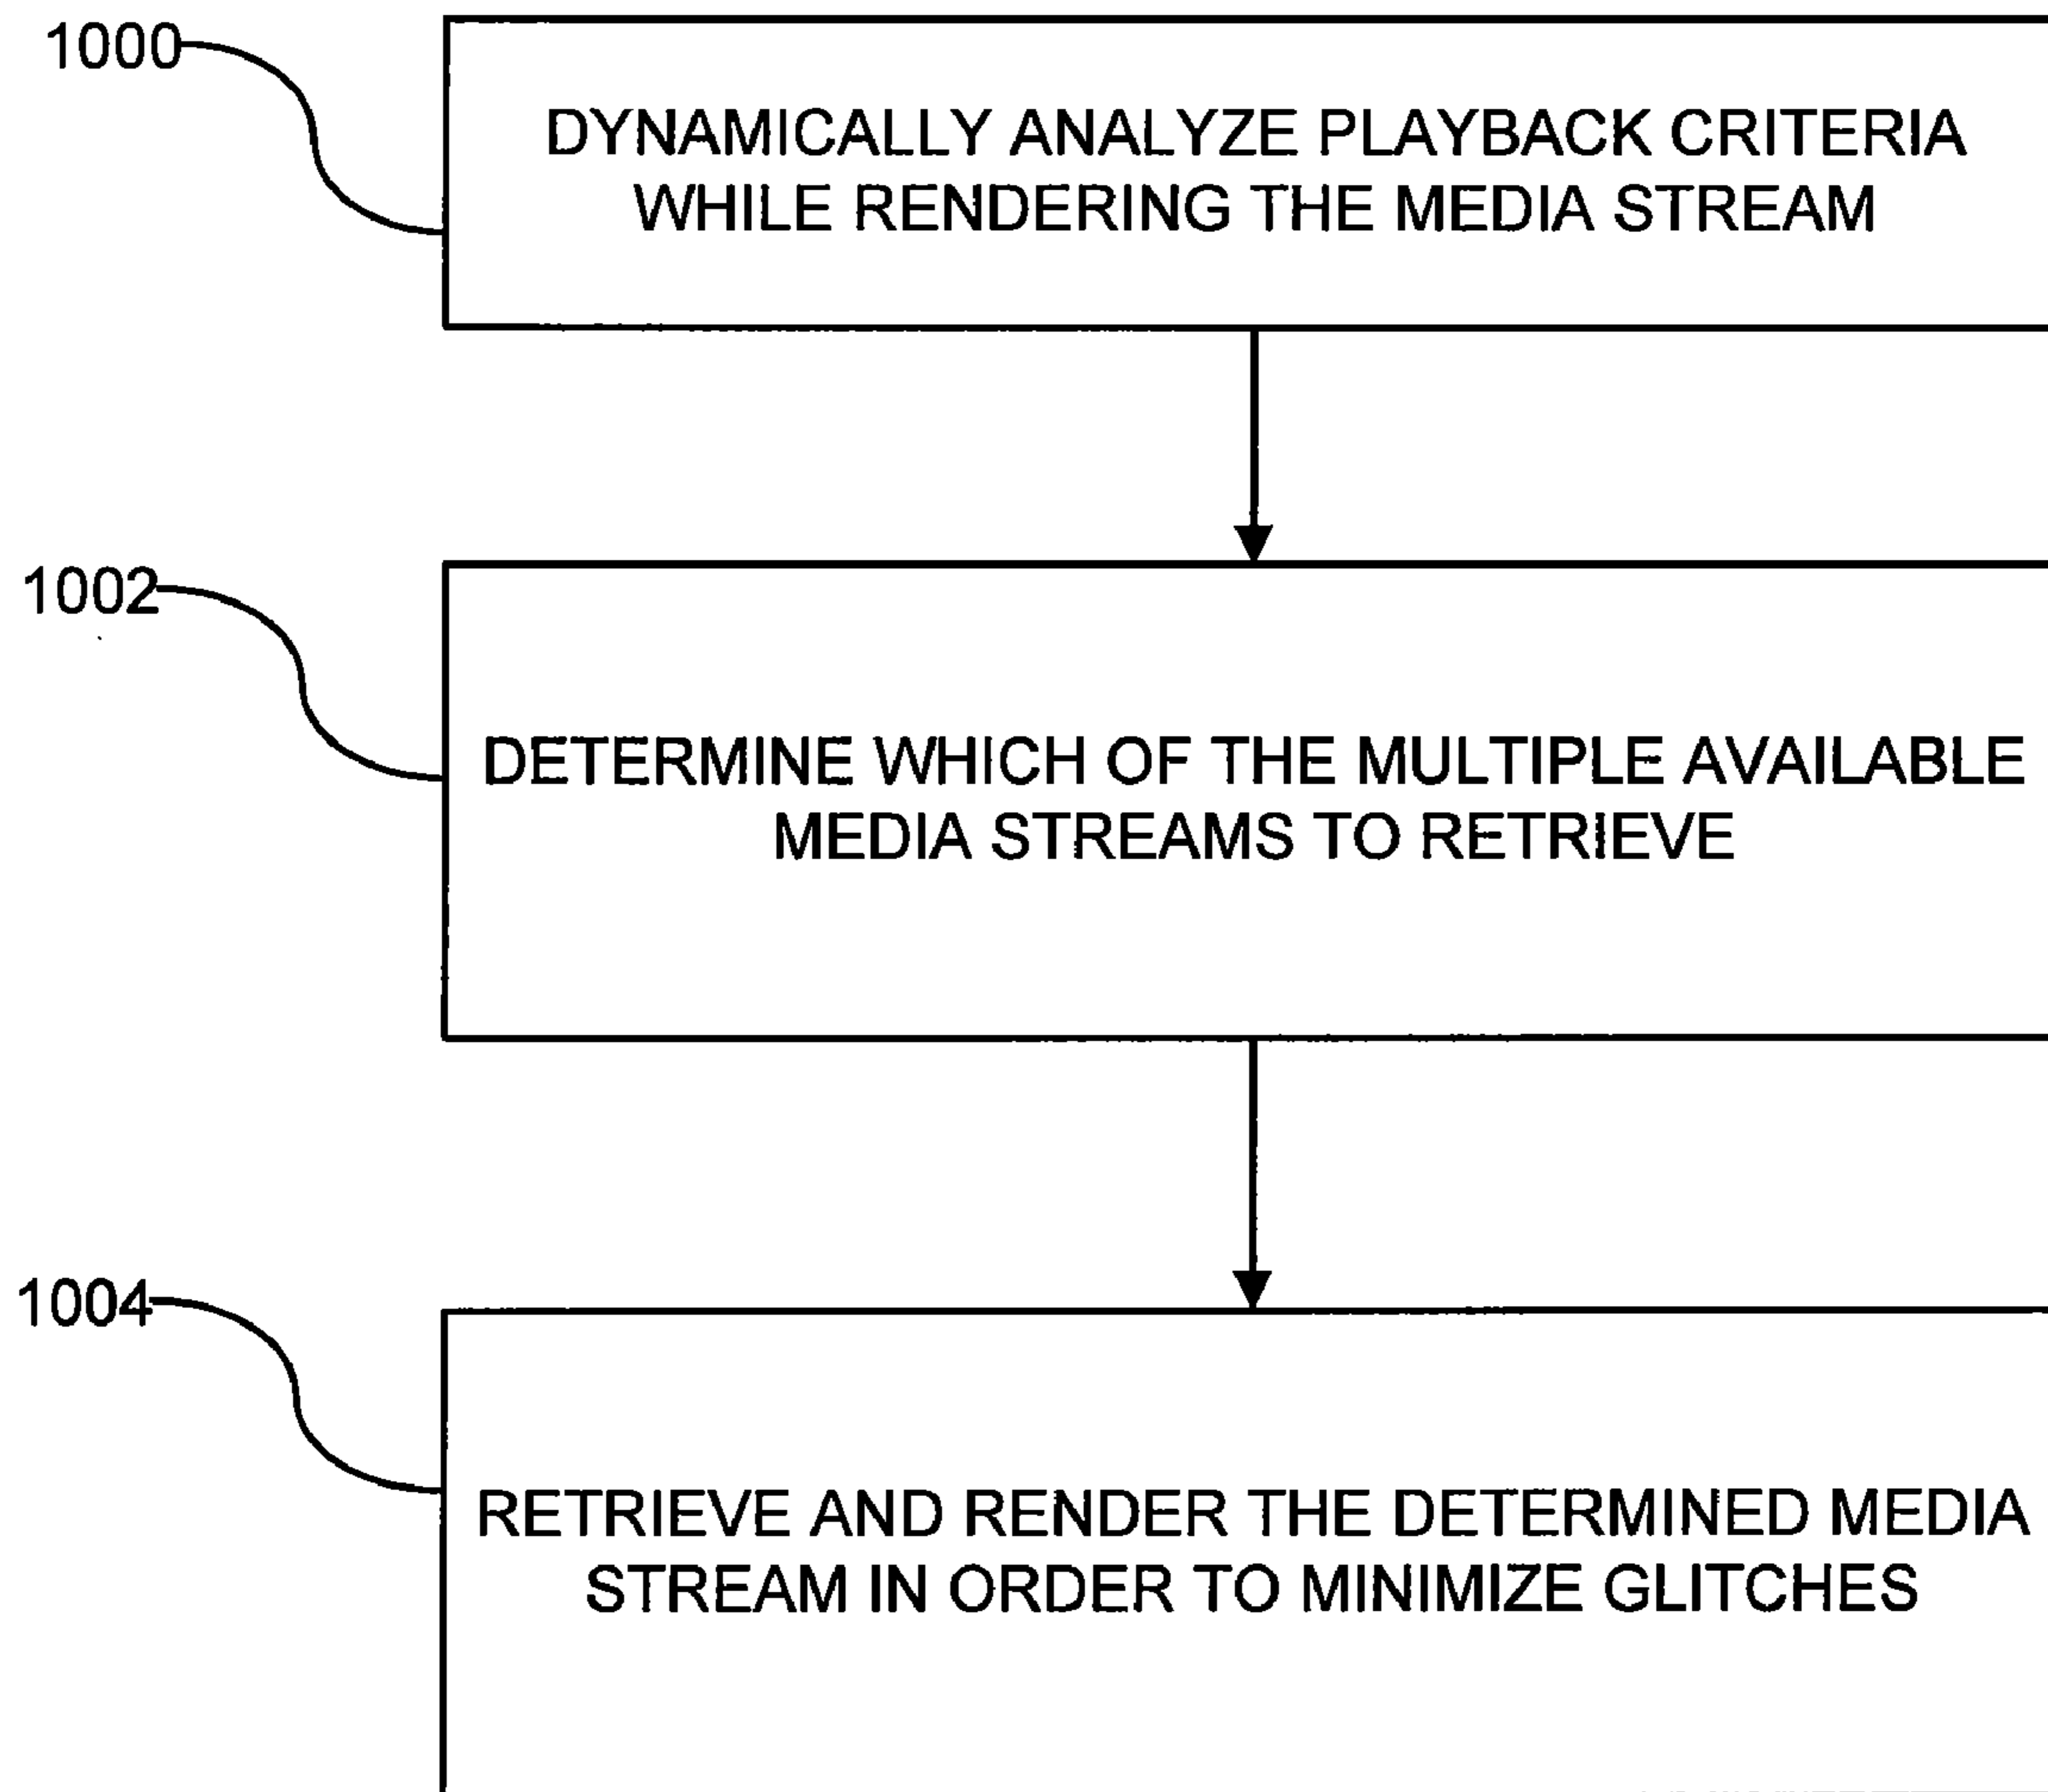 1000
DYNAMICALLY ANALYZE PLAYBACK CRITERIA
WHILE RENDERING THE MEDIA STREAM
1002
DETERMINE WHICH OF THE MULTIPLE AVAILABLE
MEDIA STREAMS TO RETRIEVE
1004
RETRIEVE AND RENDER THE DETERMINED MEDIA
STREAM IN ORDER TO MINIMIZE GLITCHES